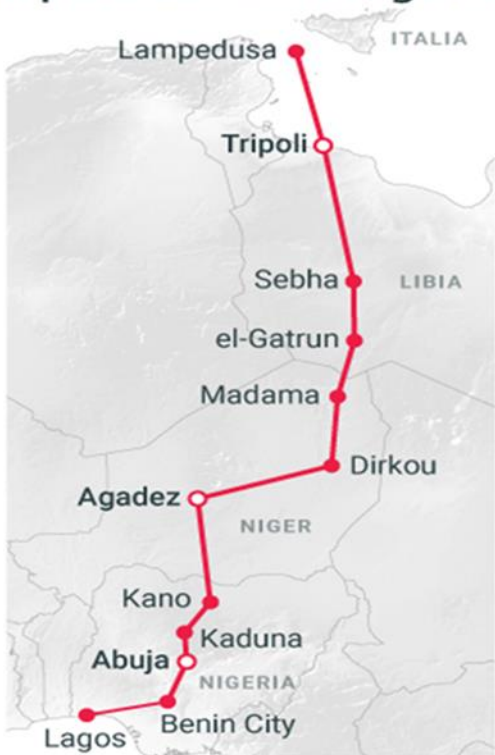 ITALIA
Lampedusa
Tripoli
Sebha
LIBIA
el-Gatrun
Madama
Dirkou
Agadez
NIGER
Kano
Kaduna
Abuja
NIGERIA
Benin City
Lagos